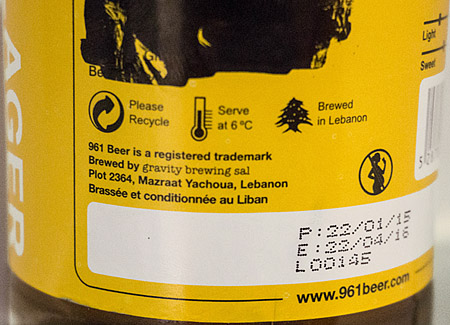 AGER
Light
Sweet
Be
Please
Recycle
Serve
at 6 ºC
Brewed
in Lebanon
961 Beer is a registered trademark
Brewed by gravity brewing sal
Plot 2364, Mazraat Yachoua, Lebanon
Brassée et conditionnée au Liban
P:22/01/15
E:22/04/16
L00145
www.961beer.com